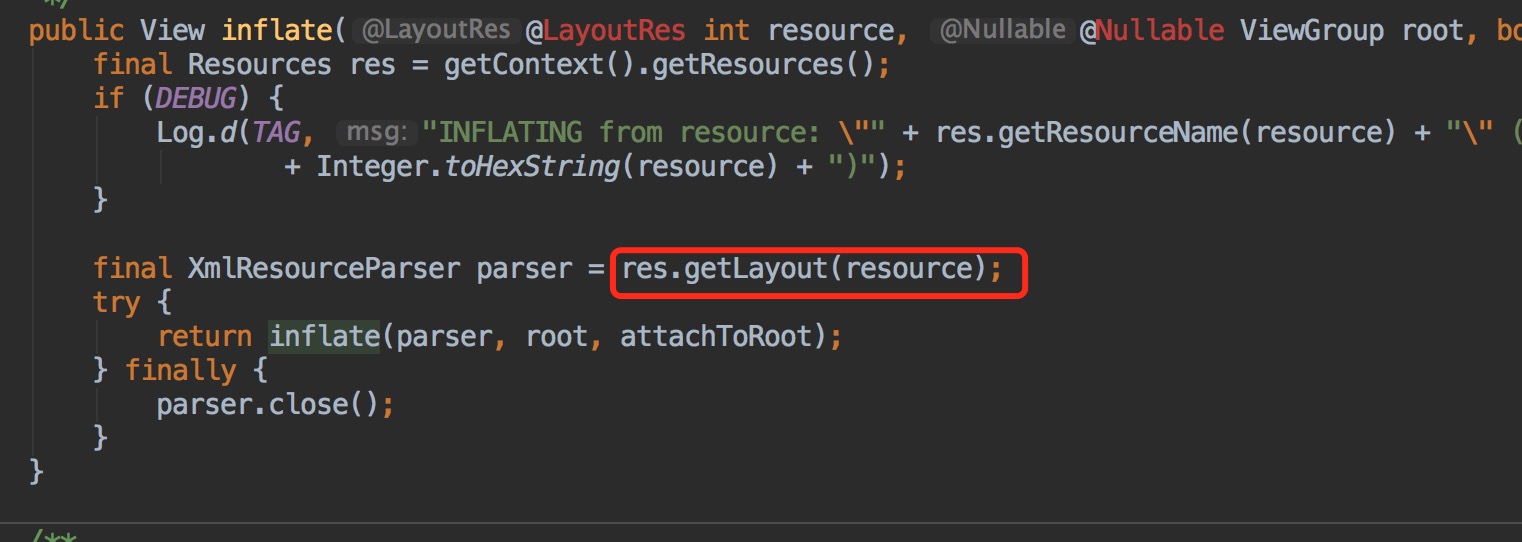 */
public View inflate( @LayoutRes @LayoutRes int resource, @Nullable @Nullable ViewGroup root, bo
final Resources res = getContext().getResources();
if (DEBUG) {
Log.d(TAG, msg: "INFLATING from resource: \"" + res.getResourceName(resource) + "\" (
+ Integer.toHexString(resource) + ")");
}
final XmlResourceParser parser = res.getLayout(resource);
try {
return inflate(parser, root, attachToRoot);
} finally {
parser.close();
}
}
/**